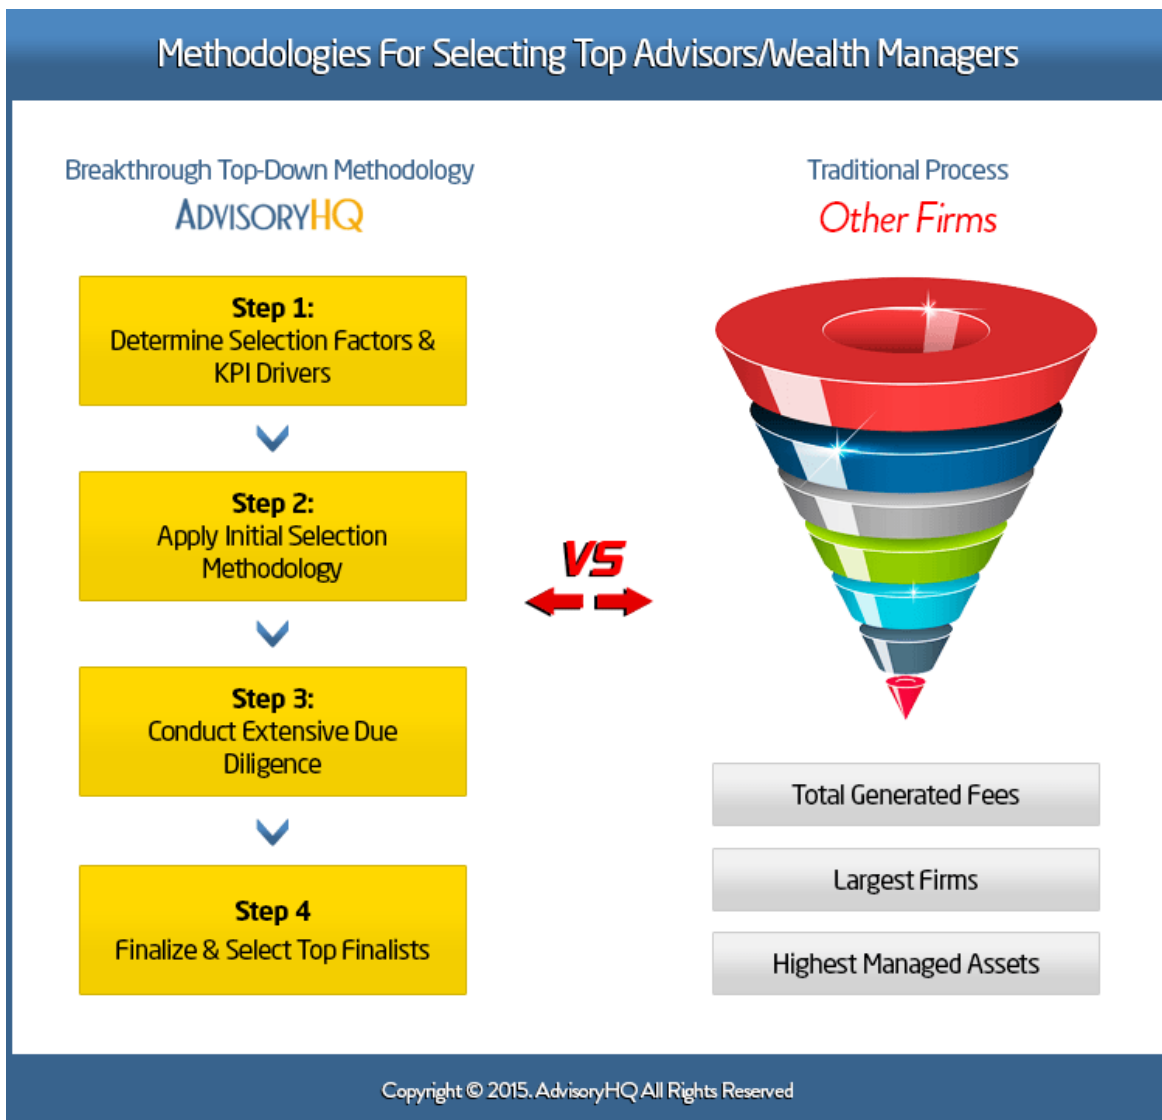 Methodologies For Selecting Top Advisors/Wealth Managers
Breakthrough Top-Down Methodology
ADVISORYHQ
Step 1:
Determine Selection Factors &
KPI Drivers
Step 2:
Apply Initial Selection
Methodology
Step 3:
Conduct Extensive Due
Diligence
Step 4
Finalize & Select Top Finalists
VS
Traditional Process
Other Firms
Total Generated Fees
Largest Firms
Highest Managed Assets
Copyright © 2015. AdvisoryHQ All Rights Reserved